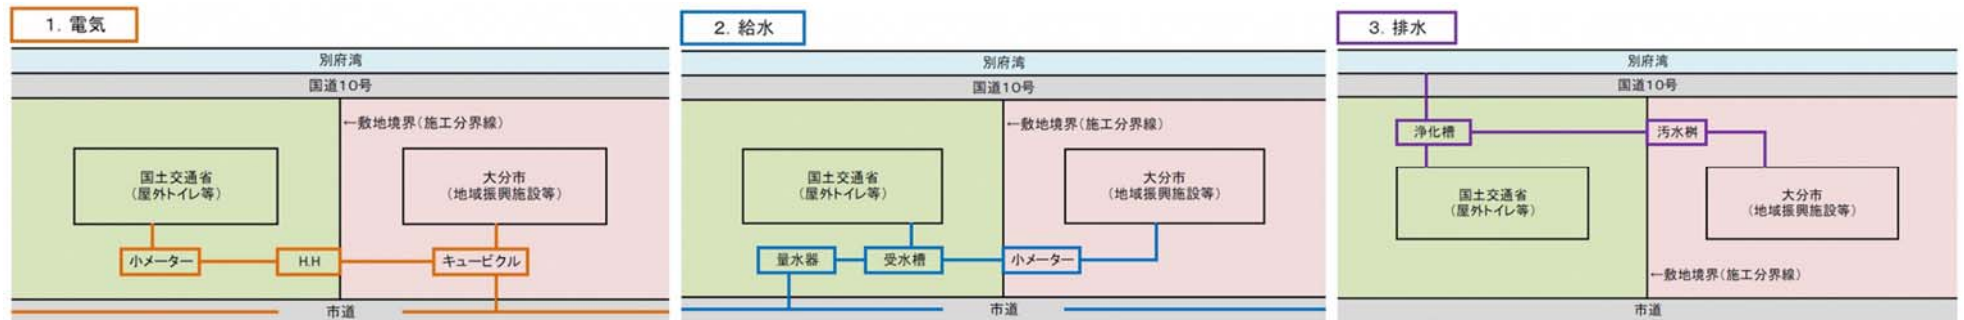 1. 電気
別府湾
国道10号
←敷地境界(施工分界線)
国土交通省
(屋外トイレ等)
大分市
(地域振興施設等)
小メーター
H.H
キュービクル
市道
2. 給水
別府湾
国道10号
←敷地境界(施工分界線)
国土交通省
(屋外トイレ等)
大分市
(地域振興施設等)
量水器
受水槽
小メーター
市道
3. 排水
別府湾
国道10号
浄化槽
汚水桝
国土交通省
(屋外トイレ等)
大分市
(地域振興施設等)
←敷地境界(施工分界線)
市道